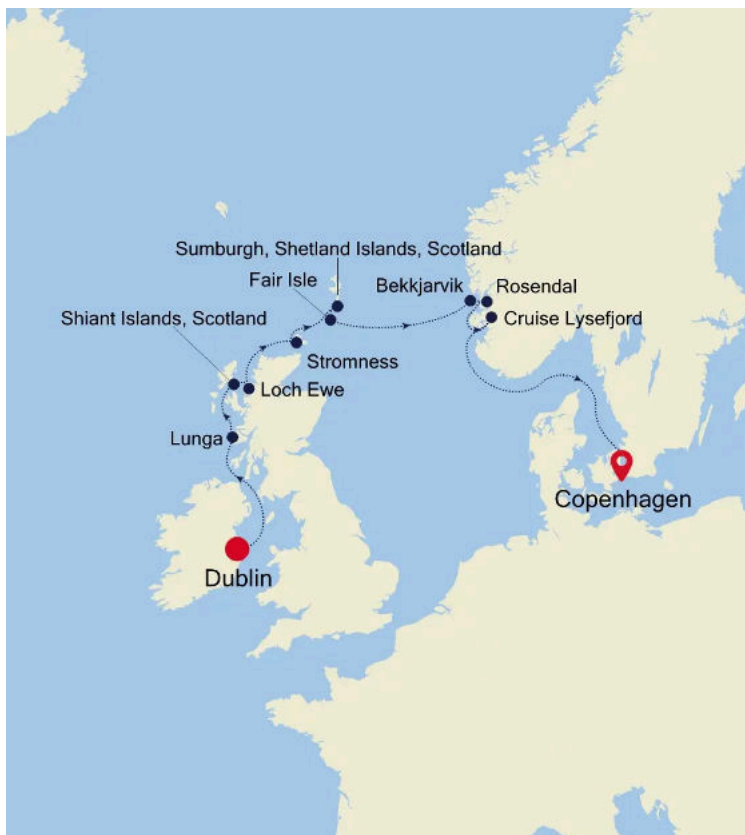 Sumburgh, Shetland Islands, Scotland
Fair Isle
Bekkjarvik
Rosendal
Shiant Islands, Scotland
Cruise Lysefjord
Stromness
Loch Ewe
Lunga
Copenhagen
Dublin